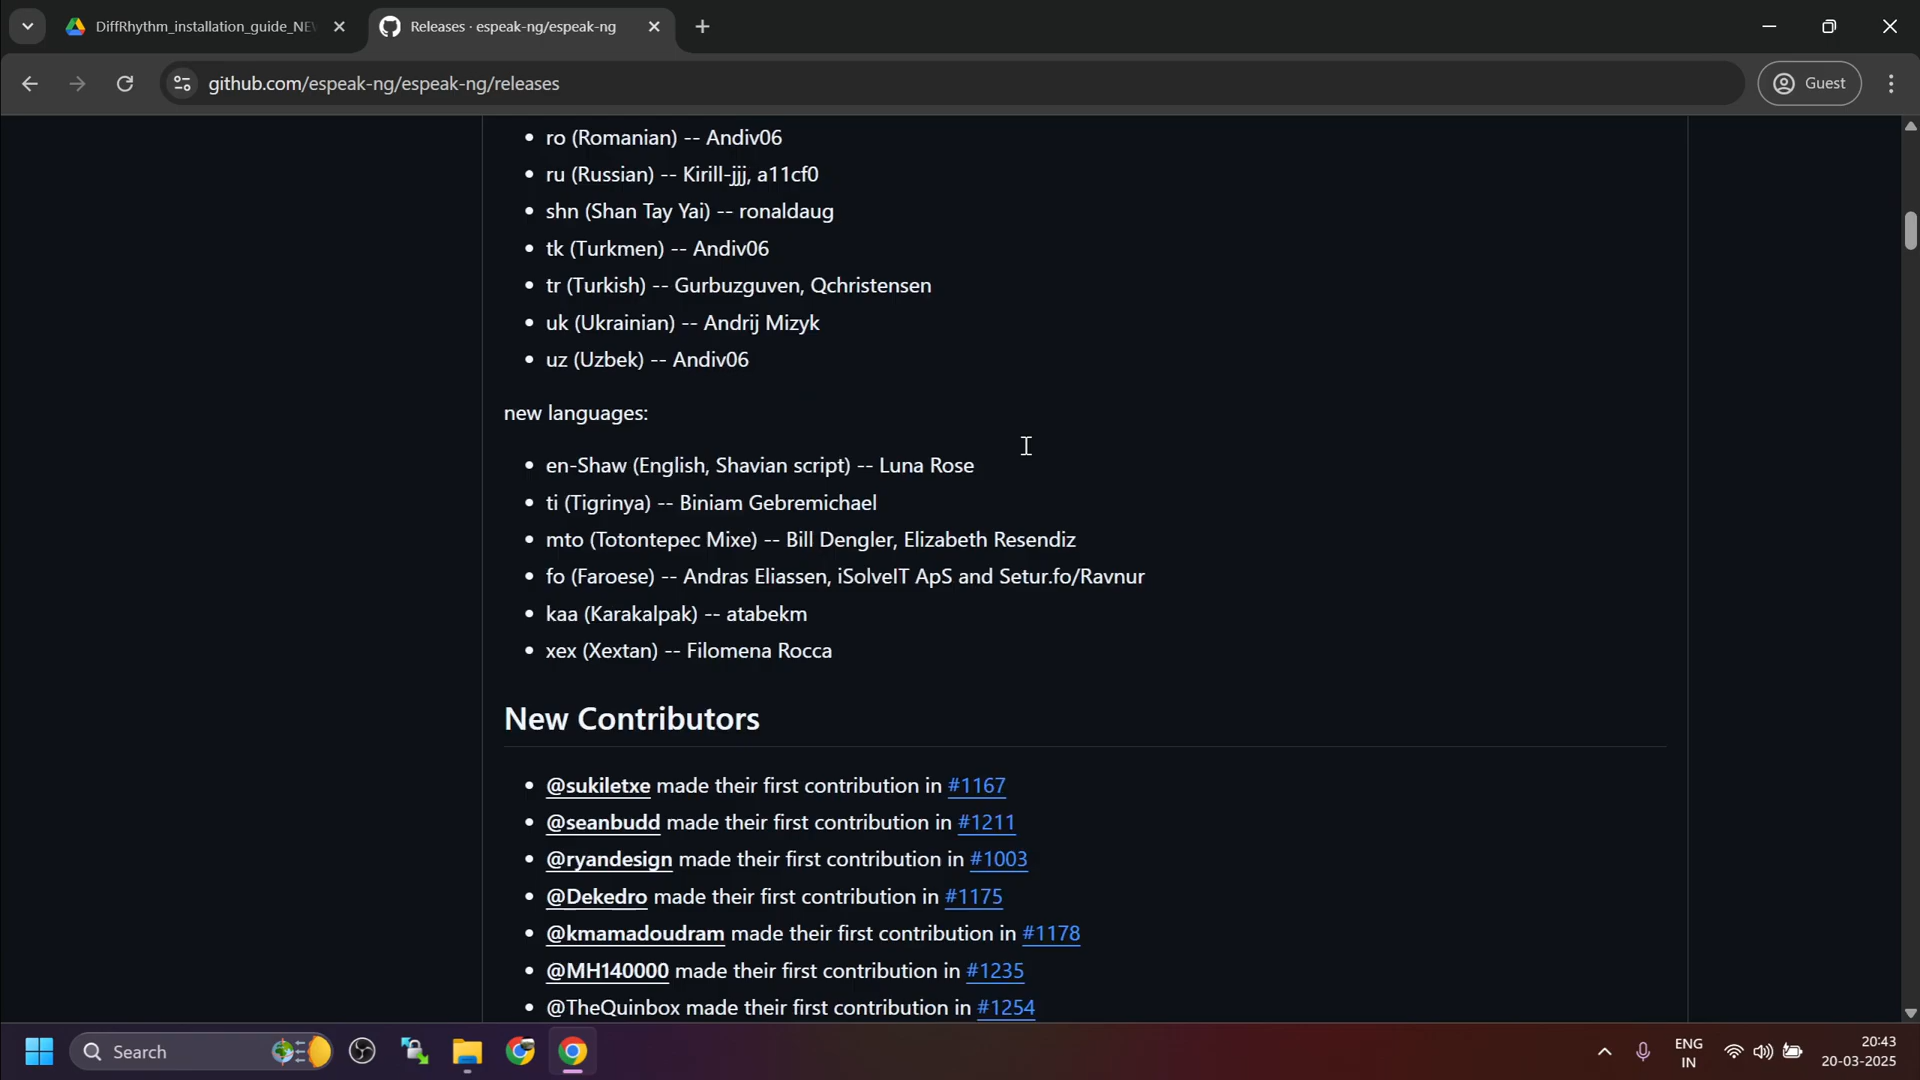 DiffRhythm_installation_guide_NE
Releases · espeak-ng/espeak-ng
github.com/espeak-ng/espeak-ng/releases
Guest
ro (Romanian) -- Andiv06
ru (Russian) -- Kirill-jjj, a11cf0
shn (Shan Tay Yai) -- ronaldaug
tk (Turkmen) -- Andiv06
tr (Turkish) -- Gurbuzguven, Qchristensen
uk (Ukrainian) -- Andrij Mizyk
uz (Uzbek) -- Andiv06
new languages:
en-Shaw (English, Shavian script) -- Luna Rose
ti (Tigrinya) -- Biniam Gebremichael
mto (Totontepec Mixe) -- Bill Dengler, Elizabeth Resendiz
fo (Faroese) -- Andras Eliassen, iSolveIT ApS and Setur.fo/Ravnur
kaa (Karakalpak) -- atabekm
xex (Xextan) -- Filomena Rocca
New Contributors
@sukiletxe made their first contribution in #1167
@seanbudd made their first contribution in #1211
@ryandesign made their first contribution in #1003
@Dekedro made their first contribution in #1175
@kmamadoudram made their first contribution in #1178
@MH140000 made their first contribution in #1235
@TheQuinbox made their first contribution in #1254
Search
ENG
IN
20:43
20-03-2025